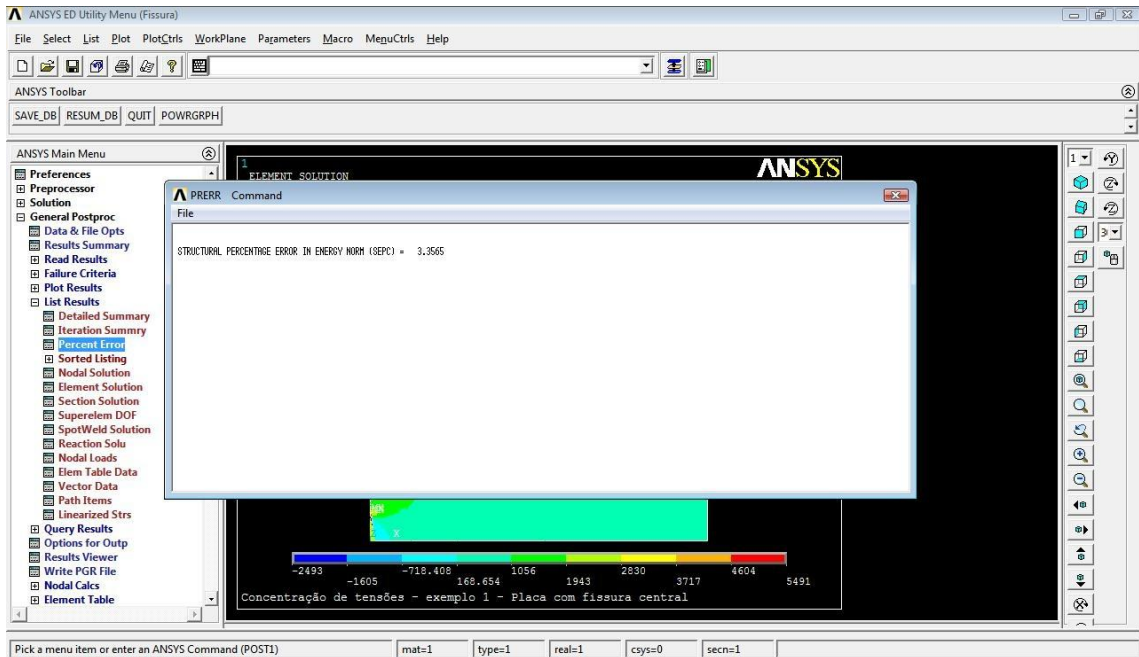 ANSYS ED Utility Menu (Fissura)
File Select List Plot PlotCtrls WorkPlane Parameters Macro MenuCtrls Help
ANSYS Toolbar
SAVE_DB RESUM_DB QUIT POWRGRPH
ANSYS Main Menu
Preferences
Preprocessor
Solution
General Postproc
Data & File Opts
Results Summary
Read Results
Failure Criteria
Plot Results
List Results
Detailed Summary
Iteration Summry
Percent Error
Sorted Listing
Nodal Solution
Element Solution
Section Solution
Superelem DOF
SpotWeld Solution
Reaction Solu
Nodal Loads
Elem Table Data
Vector Data
Path Items
Linearized Strs
Query Results
Options for Outp
Results Viewer
Write PGR File
Nodal Calcs
Element Table
1
ELEMENT SOLUTION
ANSYS
PRERR Command
File
STRUCTURAL PERCENTAGE ERROR IN ENERGY NORM (SEPC) = 3.3565
X
-2493 -718.408 1056 2830 4604
-1605 168.654 1943 3717 5491
Concentração de tensões - exemplo 1 - Placa com fissura central
1
Pick a menu item or enter an ANSYS Command (POST1) mat=1 type=1 real=1 csys=0 secn=1